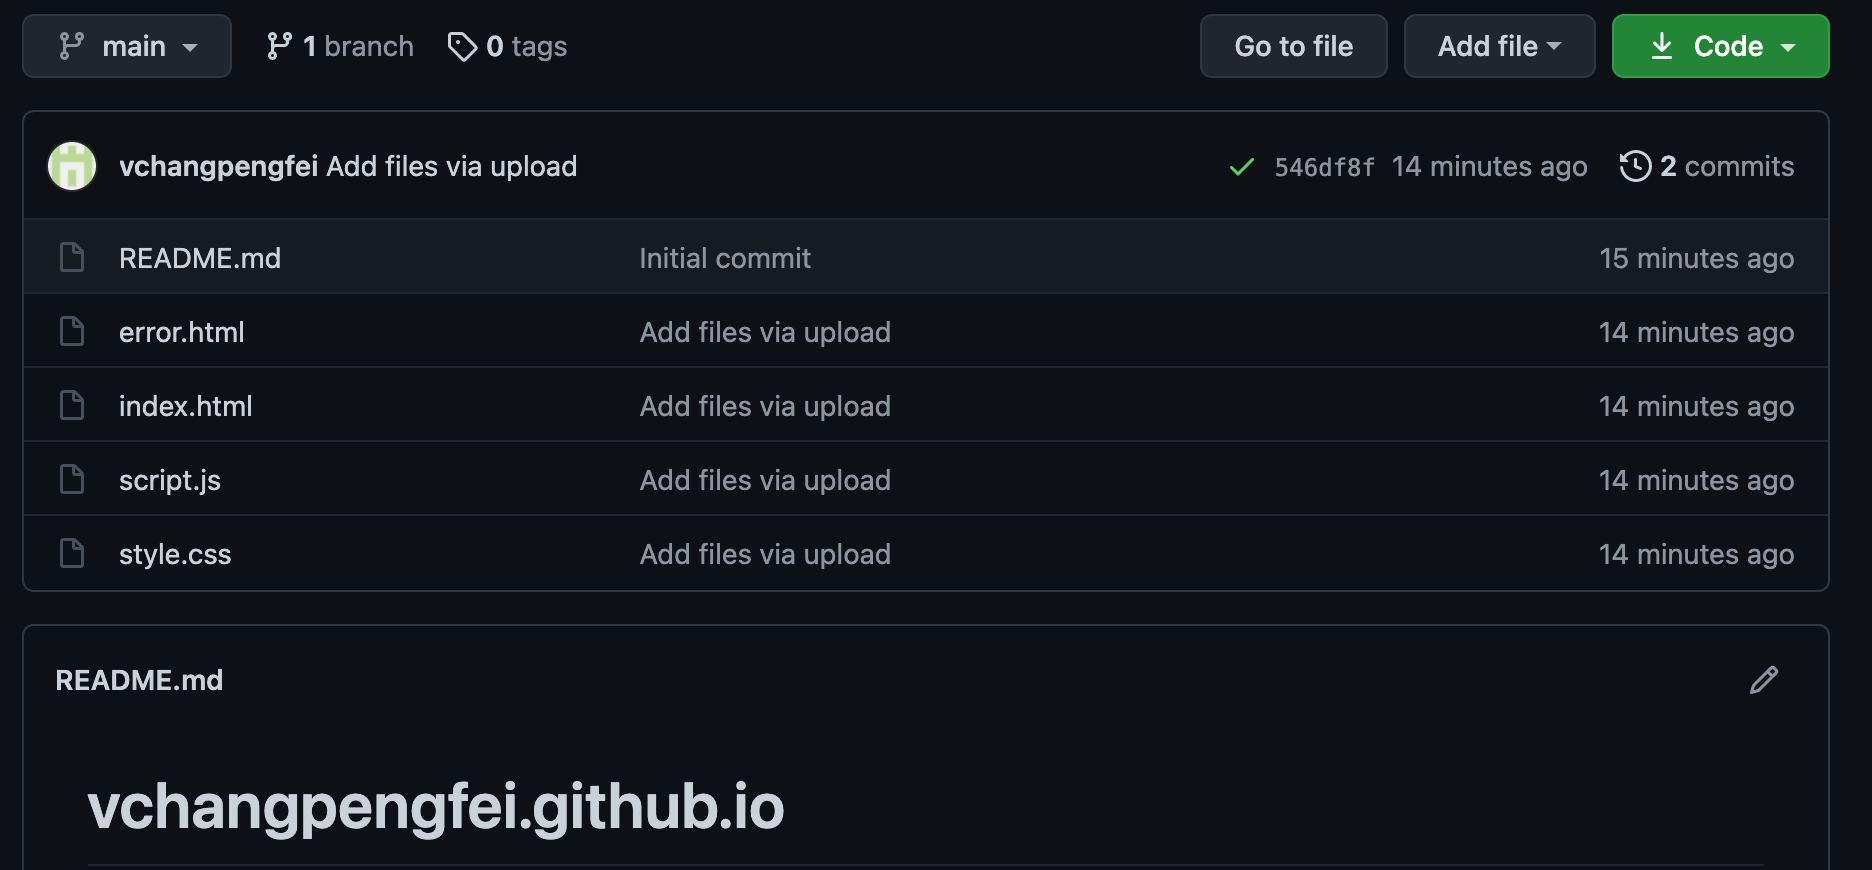 main 1 branch 0 tags Go to file Add file Code
vchangpengfei Add files via upload 546df8f 14 minutes ago 2 commits
README.md Initial commit 15 minutes ago
error.html Add files via upload 14 minutes ago
index.html Add files via upload 14 minutes ago
script.js Add files via upload 14 minutes ago
style.css Add files via upload 14 minutes ago
README.md
vchangpengfei.github.io